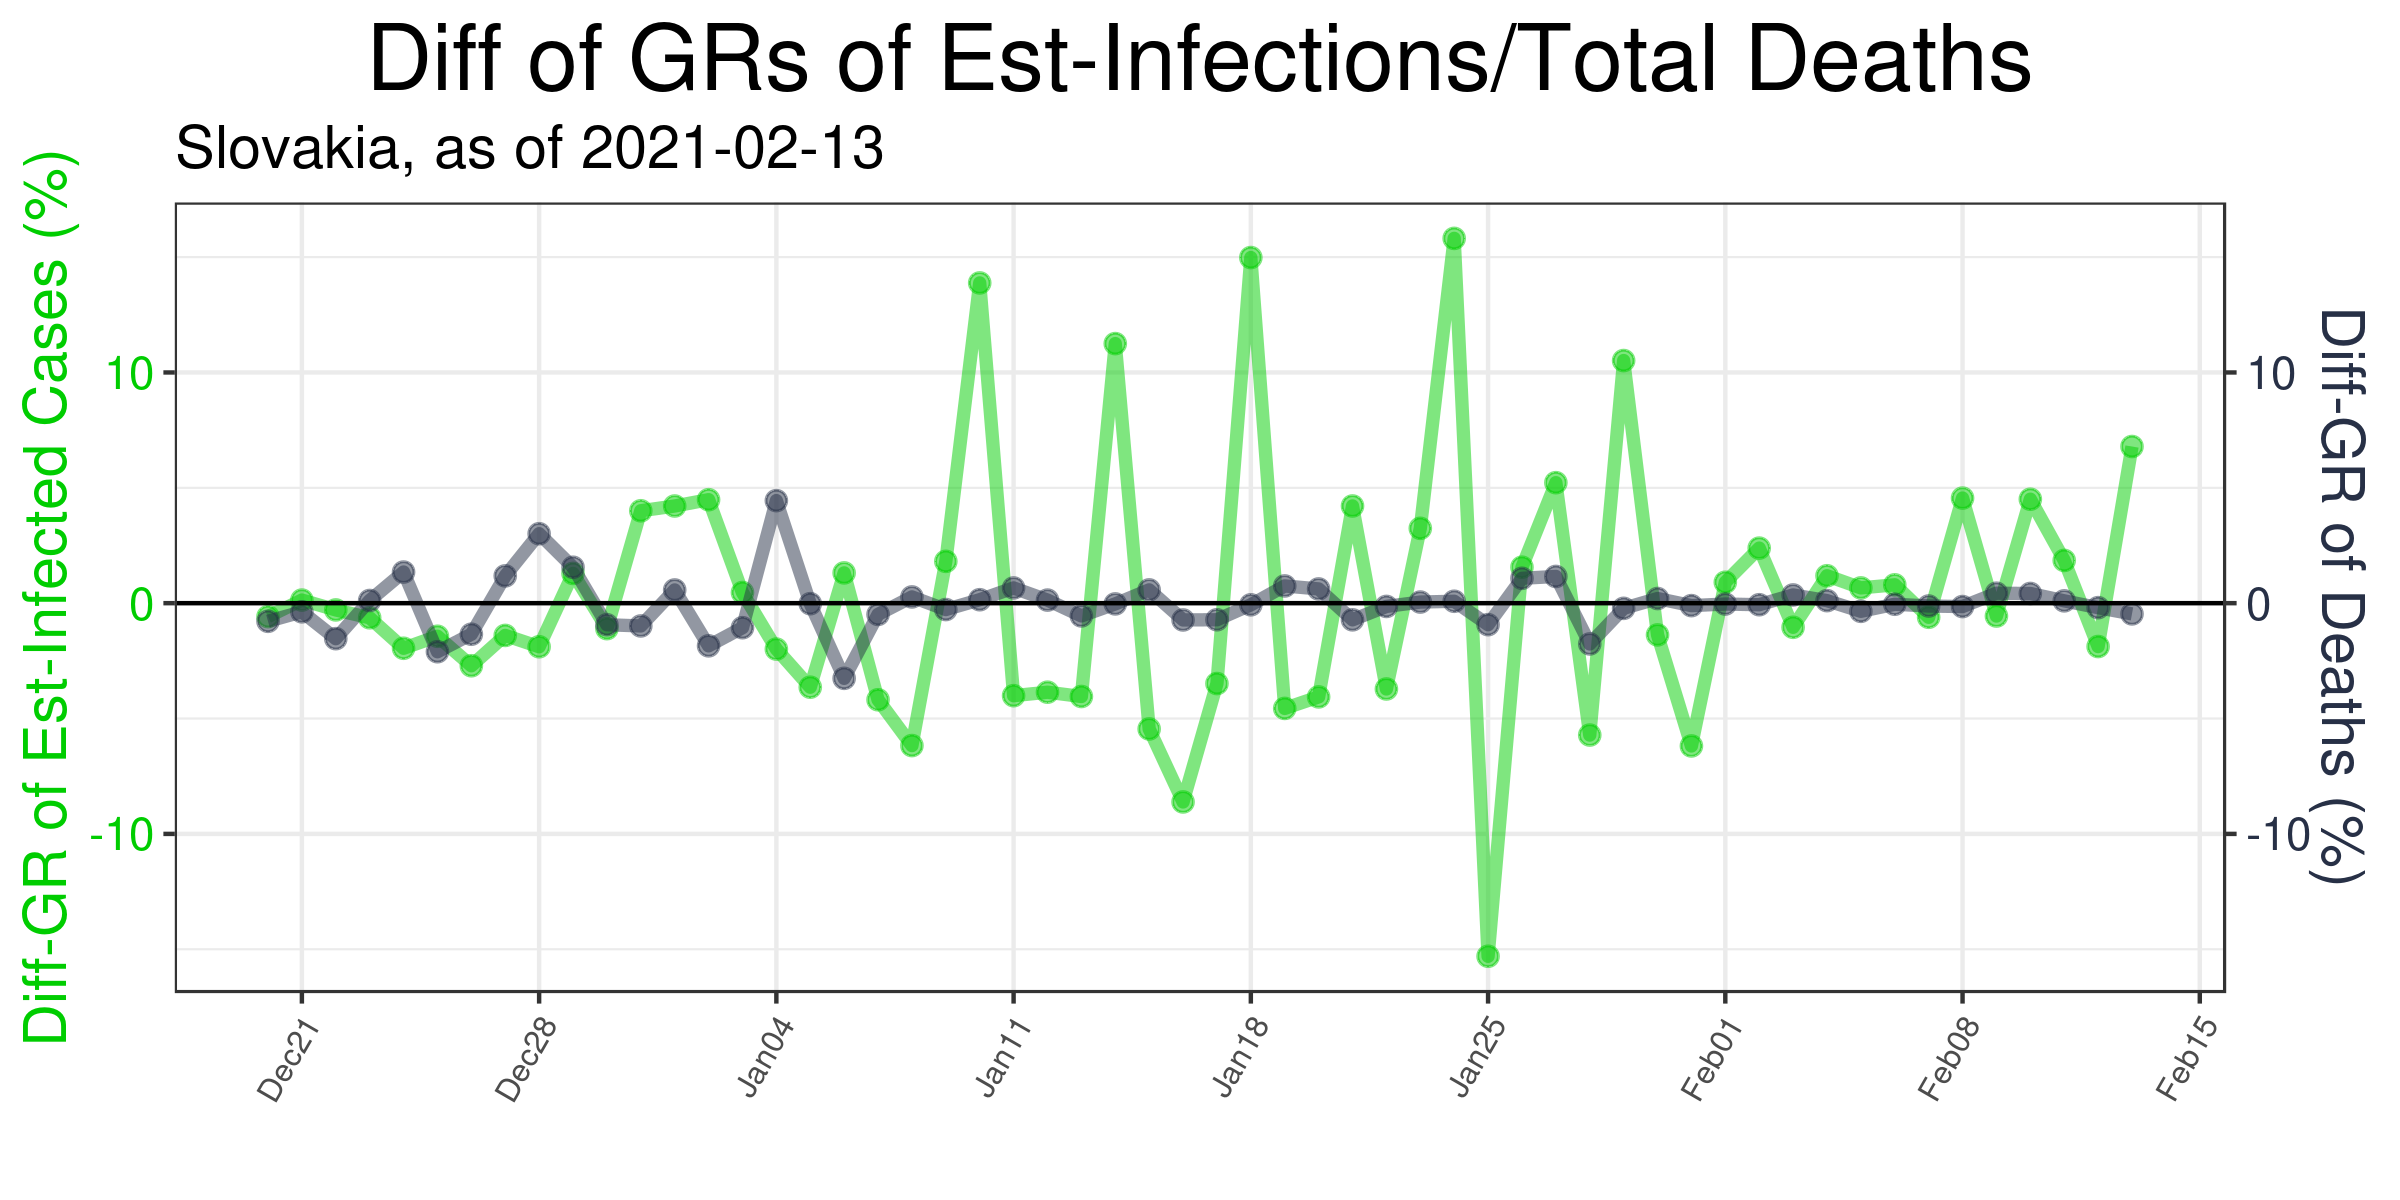 Diff of GRs of Est-Infections/Total Deaths
Slovakia, as of 2021-02-13
Diff-GR of Est-Infected Cases (%)
10
0
-10
10
0
-10
Diff-GR of Deaths (%)
Dec21
Dec28
Jan04
Jan11
Jan18
Jan25
Feb01
Feb08
Feb15